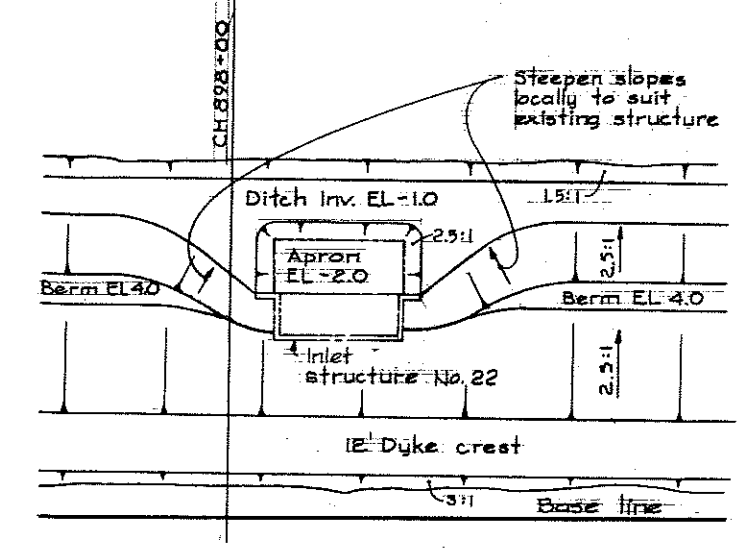 CH 898+00
Steepen slopes
locally to suit
existing structure
Ditch Inv. EL-1.0
1.5:1
2.5:1
Apron
EL-2.0
2.5:1
Berm EL 4.0
Berm EL 4.0
Inlet
structure No. 22
2.5:1
12' Dyke crest
3:1
Base line